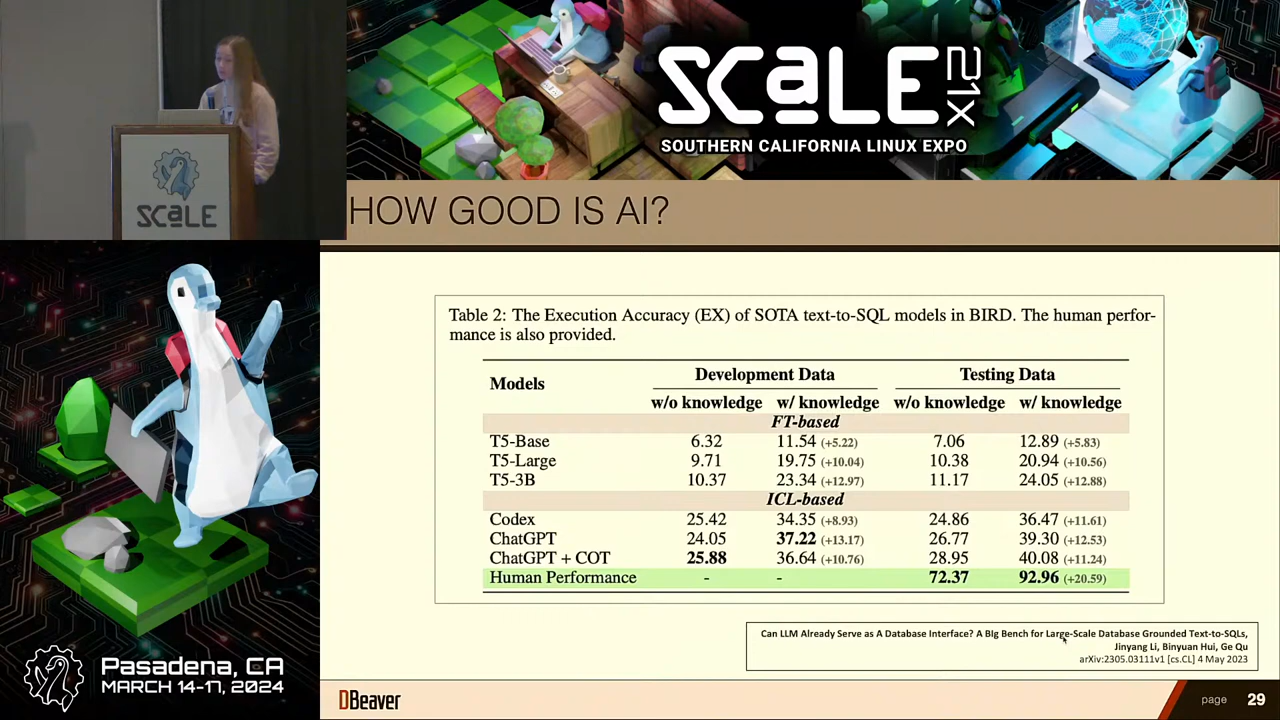 SCaLE 21X
SOUTHERN CALIFORNIA LINUX EXPO
SCaLE
HOW GOOD IS AI?
Table 2: The Execution Accuracy (EX) of SOTA text-to-SQL models in BIRD. The human perfor-
mance is also provided.
Models Development Data Testing Data
w/o knowledge w/ knowledge w/o knowledge w/ knowledge
FT-based
T5-Base 6.32 11.54 (+5.22) 7.06 12.89 (+5.83)
T5-Large 9.71 19.75 (+10.04) 10.38 20.94 (+10.56)
T5-3B 10.37 23.34 (+12.97) 11.17 24.05 (+12.88)
ICL-based
Codex 25.42 34.35 (+8.93) 24.86 36.47 (+11.61)
ChatGPT 24.05 37.22 (+13.17) 26.77 39.30 (+12.53)
ChatGPT + COT 25.88 36.64 (+10.76) 28.95 40.08 (+11.24)
Human Performance - - 72.37 92.96 (+20.59)
Can LLM Already Serve as A Database Interface? A BIg Bench for Large-Scale Database Grounded Text-to-SQLs,
Jinyang Li, Binyuan Hui, Ge Qu
arXiv:2305.03111v1 [cs.CL] 4 May 2023
Pasadena, CA
MARCH 14-17, 2024
DBeaver
page 29